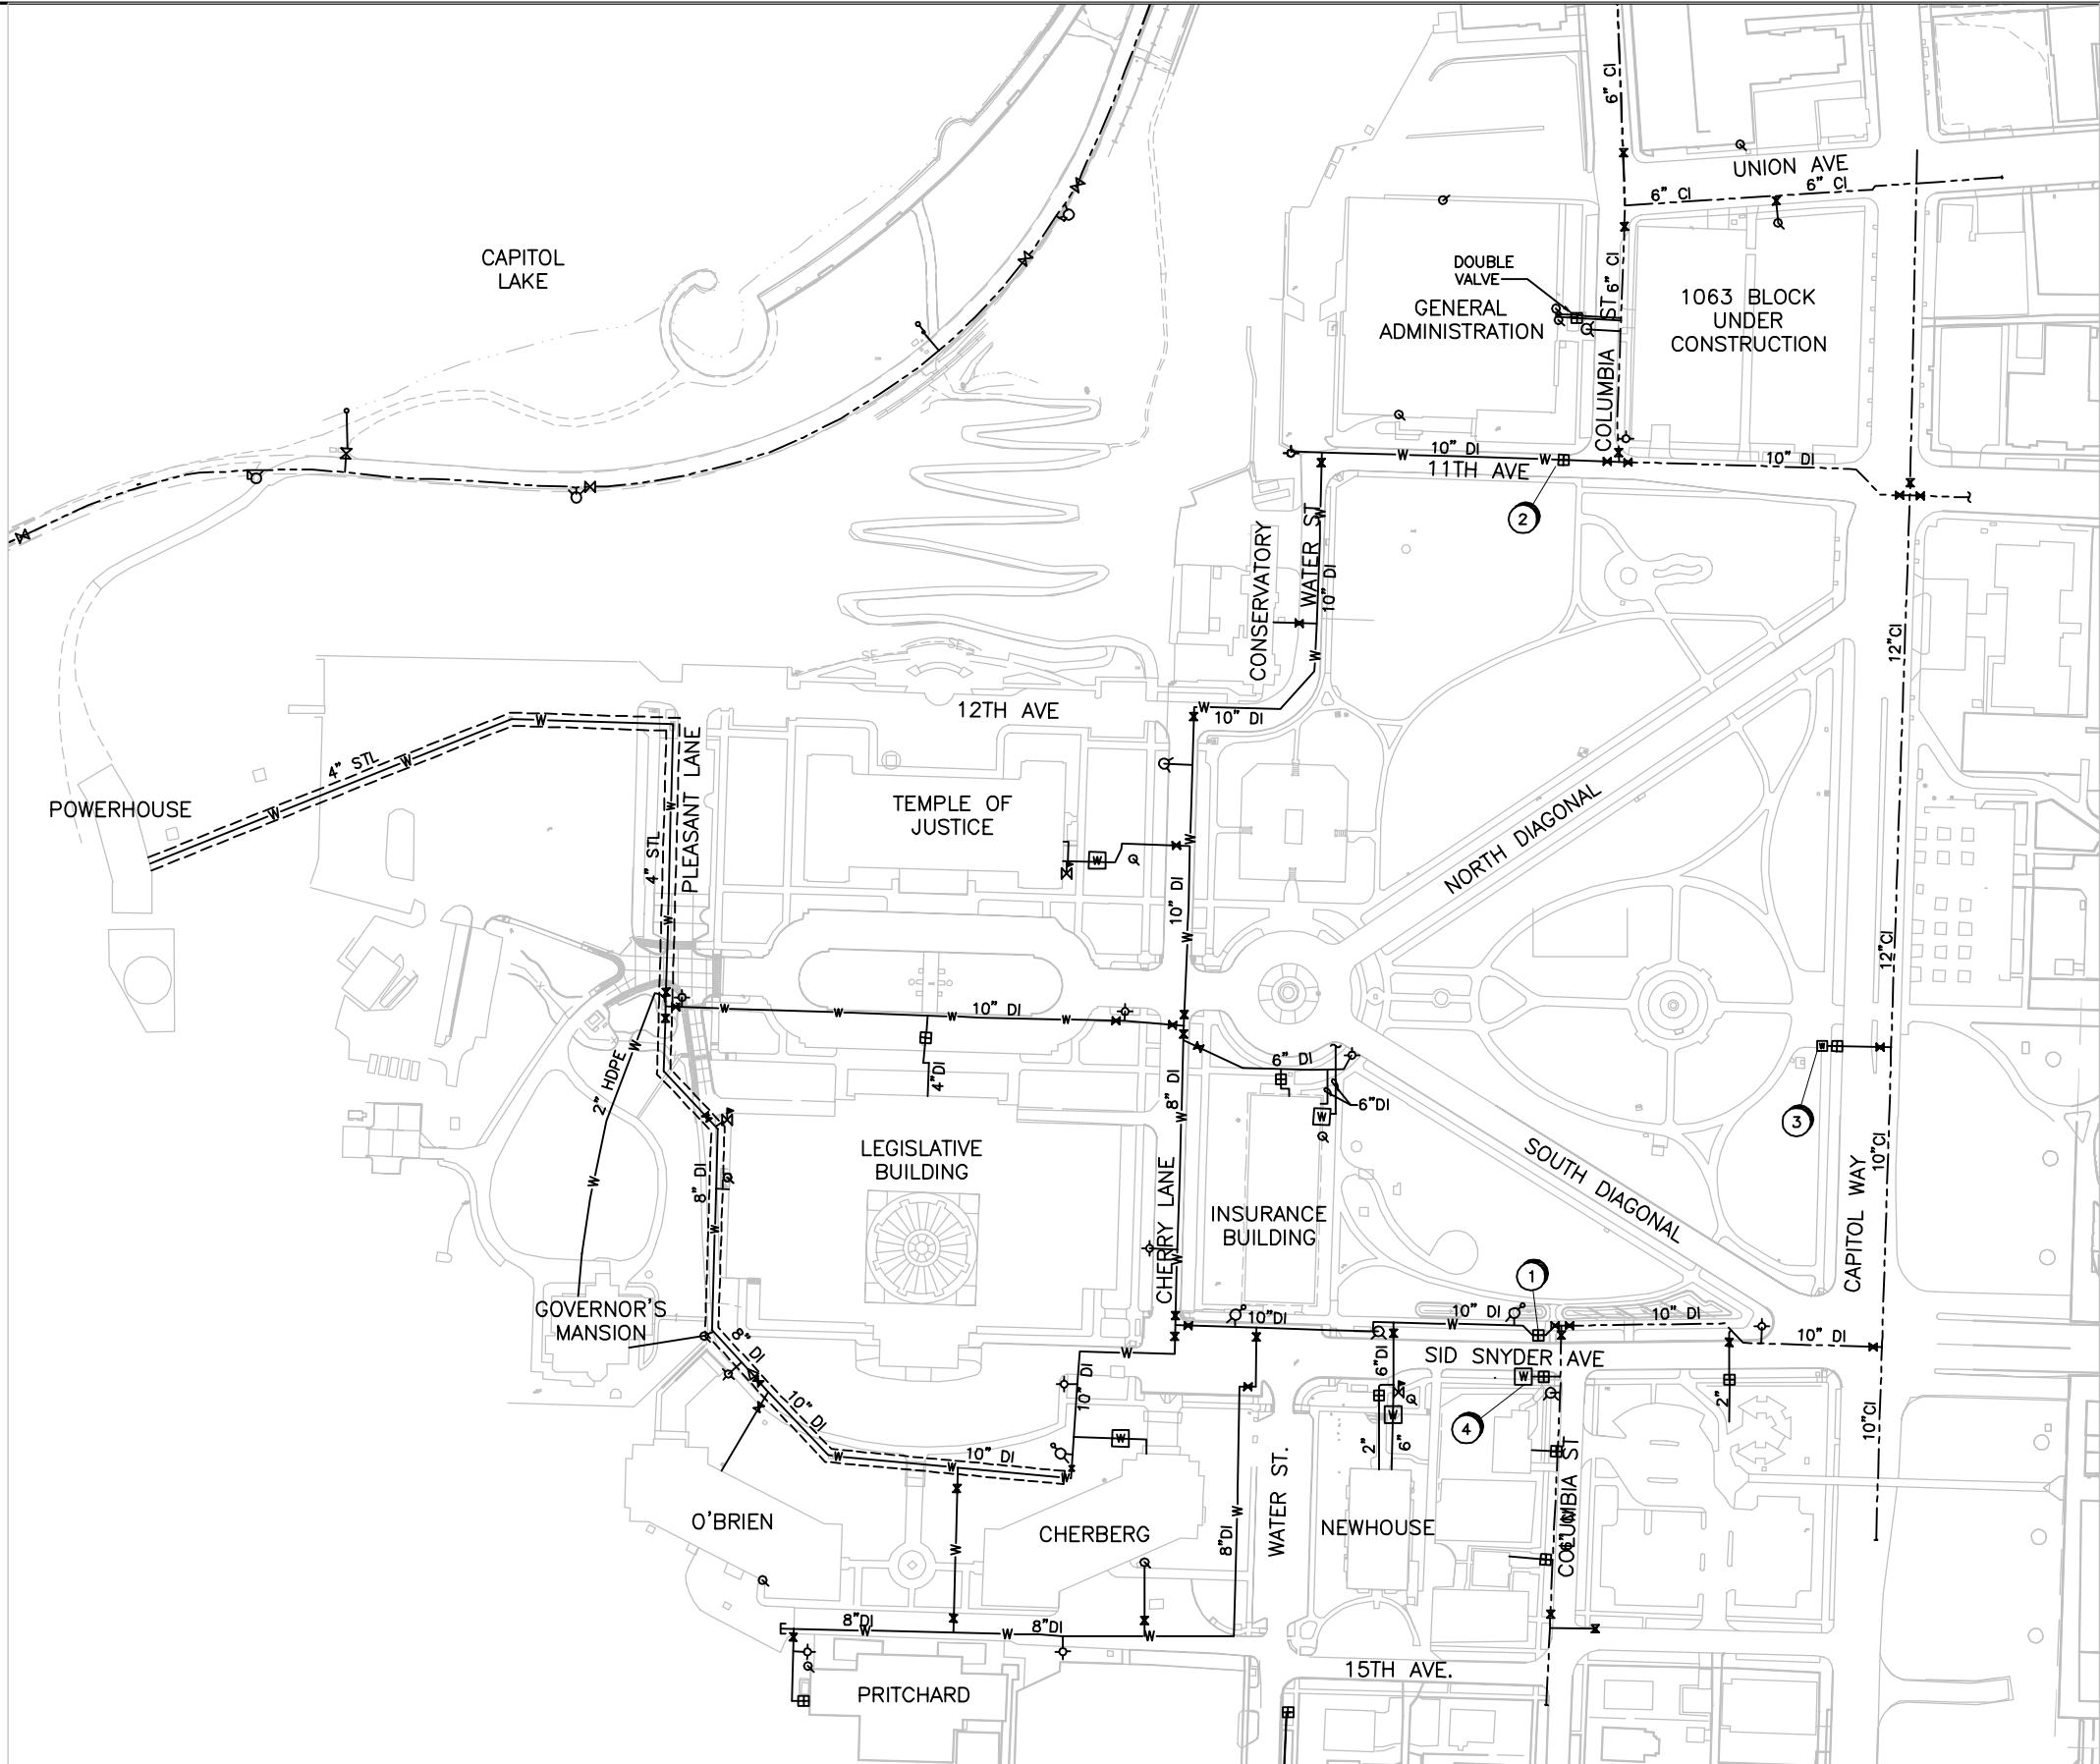 6" CI
UNION AVE
6" CI
6" CI
CAPITOL
LAKE
DOUBLE
VALVE
6" CI
GENERAL
ADMINISTRATION
1063 BLOCK
UNDER
CONSTRUCTION
COLUMBIA ST
W
10" DI
W
10" DI
11TH AVE
2
W
CONSERVATORY
WATER ST
10" DI
W
12"CI
SE
SE
12TH AVE
W
10" DI
W
4" STL
W
W
POWERHOUSE
PLEASANT LANE
W
4" STL
W
TEMPLE OF
JUSTICE
W
W
10" DI
W
NORTH DIAGONAL
12"CI
W
W
W
10" DI
W
4"DI
2" HDPE
W
W
8" DI
W
6" DI
W
6"DI
W
3
10"CI
LEGISLATIVE
BUILDING
8" DI
W
CHERRY LANE
W
INSURANCE
BUILDING
SOUTH DIAGONAL
CAPITOL WAY
1
GOVERNOR'S
MANSION
8" DI
10"DI
W
10" DI
10" DI
10" DI
SID SNYDER AVE
W
10" DI
6"DI
W
4
2"
10"CI
10" DI
W
W
2"
6"
10" DI
W
W
W
O'BRIEN
CHERBERG
W
8"DI
W
WATER ST.
NEWHOUSE
COLUMBIA ST
8"DI
W
W
8"DI
W
15TH AVE.
PRITCHARD